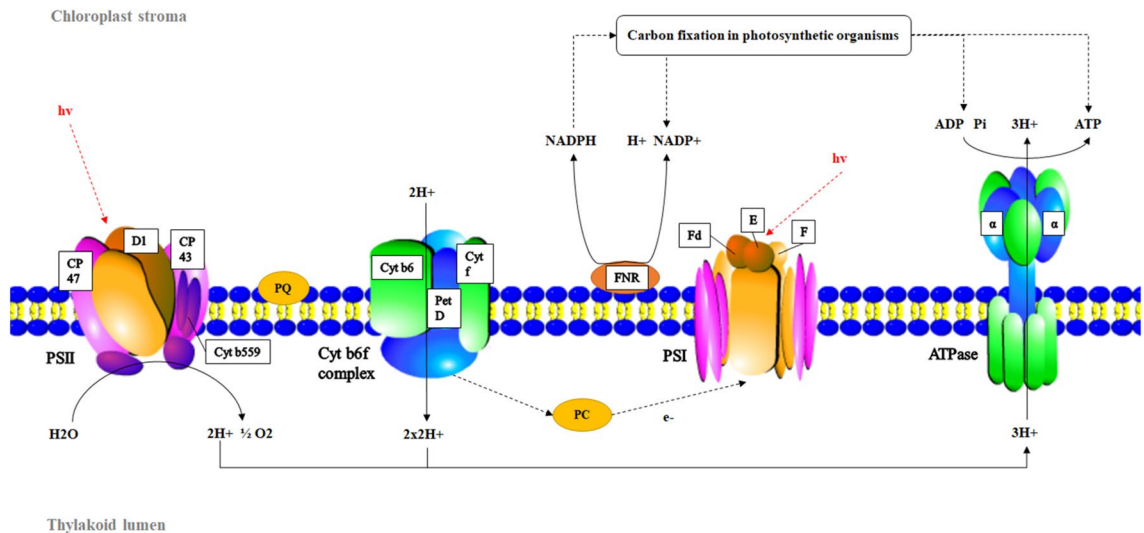 Chloroplast stroma
Carbon fixation in photosynthetic organisms
hv
NADPH
H+ NADP+
ADP Pi
3H+
ATP
hv
2H+
D1
CP
47
CP
43
E
Fd
F
α
α
Cyt b6
Cyt
f
FNR
PQ
Pet
D
Cyt b559
PSII
Cyt b6f
complex
PSI
ATPase
PC
e-
H2O
2H+ ½ O2
2x2H+
3H+
Thylakoid lumen